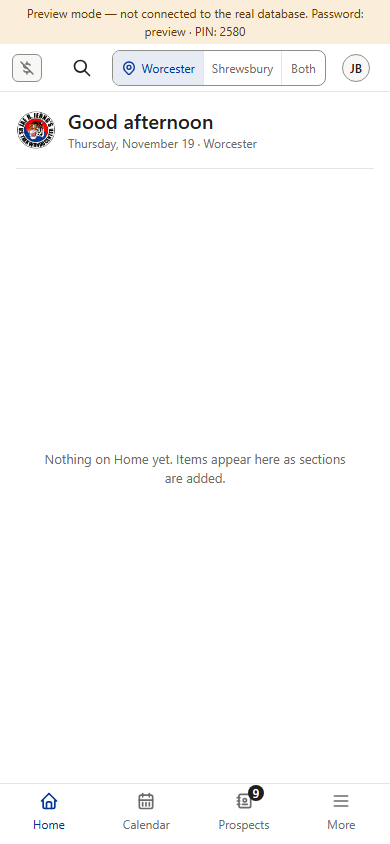 Preview mode — not connected to the real database. Password:
preview · PIN: 2580
Worcester
Shrewsbury
Both
JB
Good afternoon
Thursday, November 19 · Worcester
Nothing on Home yet. Items appear here as sections
are added.
9
Home
Calendar
Prospects
More